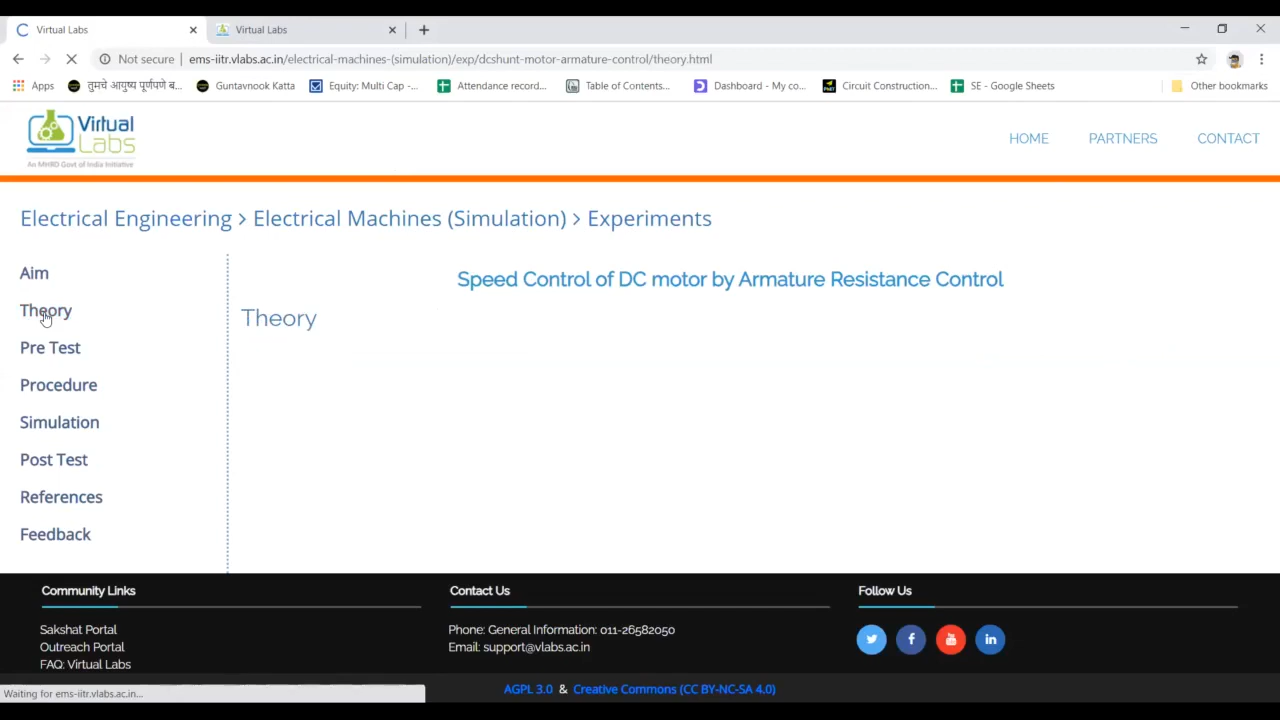 Virtual Labs
Virtual Labs
Not secure
ems-iitr.vlabs.ac.in/electrical-machines-(simulation)/exp/dcshunt-motor-armature-control/theory.html
Apps
तुमचे आयुष्य पूर्णपणे ब...
Guntavnook Katta
Equity: Multi Cap -...
Attendance record...
Table of Contents...
Dashboard - My co...
Circuit Construction...
SE - Google Sheets
Other bookmarks
Virtual
Labs
An MHRD Govt of India Initiative
HOME
PARTNERS
CONTACT
Electrical Engineering > Electrical Machines (Simulation) > Experiments
Aim
Theory
Pre Test
Procedure
Simulation
Post Test
References
Feedback
Speed Control of DC motor by Armature Resistance Control
Theory
Community Links
Sakshat Portal
Outreach Portal
FAQ: Virtual Labs
Contact Us
Phone: General Information: 011-26582050
Email: support@vlabs.ac.in
Follow Us
Waiting for ems-iitr.vlabs.ac.in...
AGPL 3.0 & Creative Commons (CC BY-NC-SA 4.0)